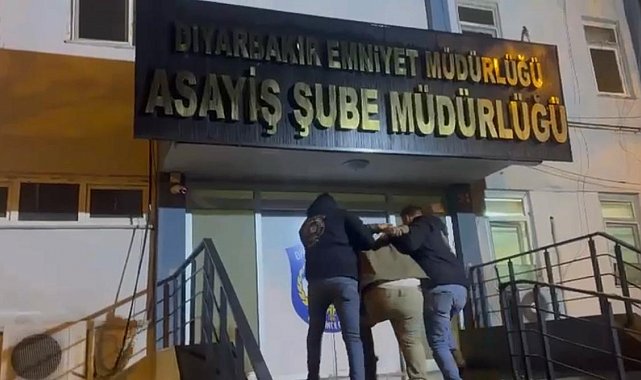 DİYARBAKIR EMNİYET MÜDÜRLÜĞÜ
ASAYİŞ ŞUBE MÜDÜRLÜĞÜ